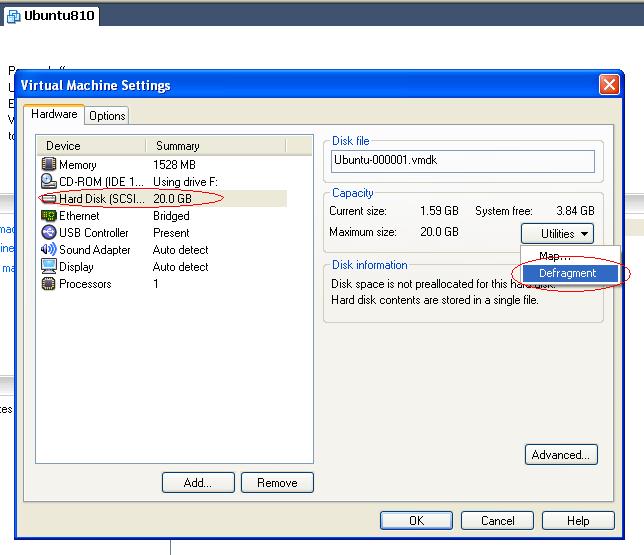 Ubuntu810
Virtual Machine Settings
Hardware
Options
Device Summary
Memory 1528 MB
CD-ROM (IDE 1... Using drive F:
Hard Disk (SCSI... 20.0 GB
Ethernet Bridged
USB Controller Present
Sound Adapter Auto detect
Display Auto detect
Processors 1
Add...
Remove
Disk file
Ubuntu-000001.vmdk
Capacity
Current size: 1.59 GB System free: 3.84 GB
Maximum size: 20.0 GB
Utilities
Map...
Defragment
Disk information
Disk space is not preallocated for this hard disk.
Hard disk contents are stored in a single file.
Advanced...
OK
Cancel
Help